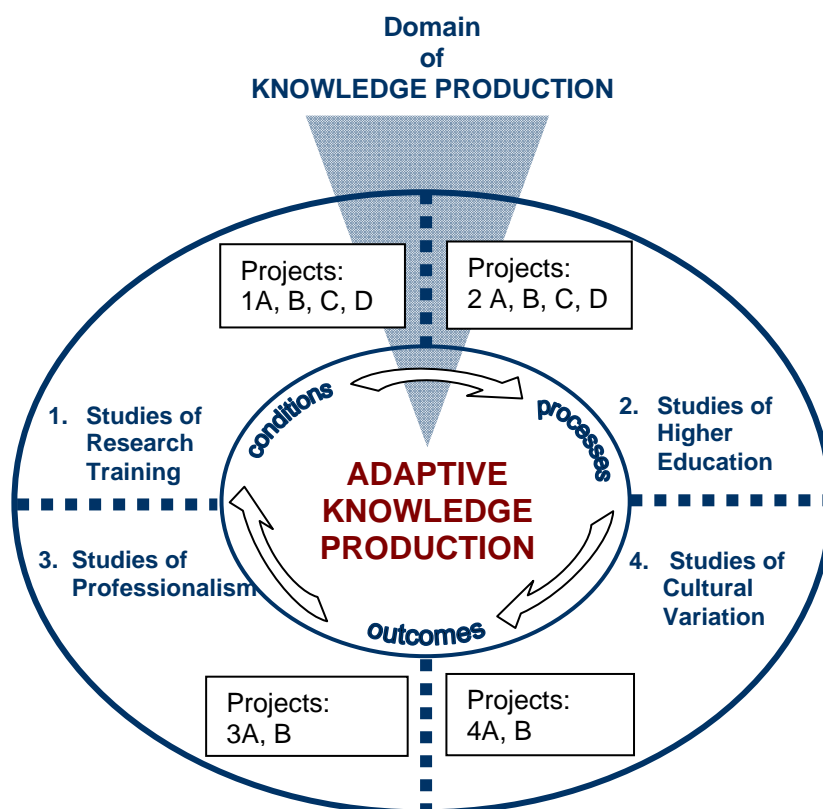 Domain
of
KNOWLEDGE PRODUCTION
Projects:
1A, B, C, D
Projects:
2 A, B, C, D
conditions
processes
1. Studies of
Research
Training
2. Studies of
Higher
Education
ADAPTIVE
KNOWLEDGE
PRODUCTION
3. Studies of
Professionalism
4. Studies of
Cultural
Variation
outcomes
Projects:
3A, B
Projects:
4A, B